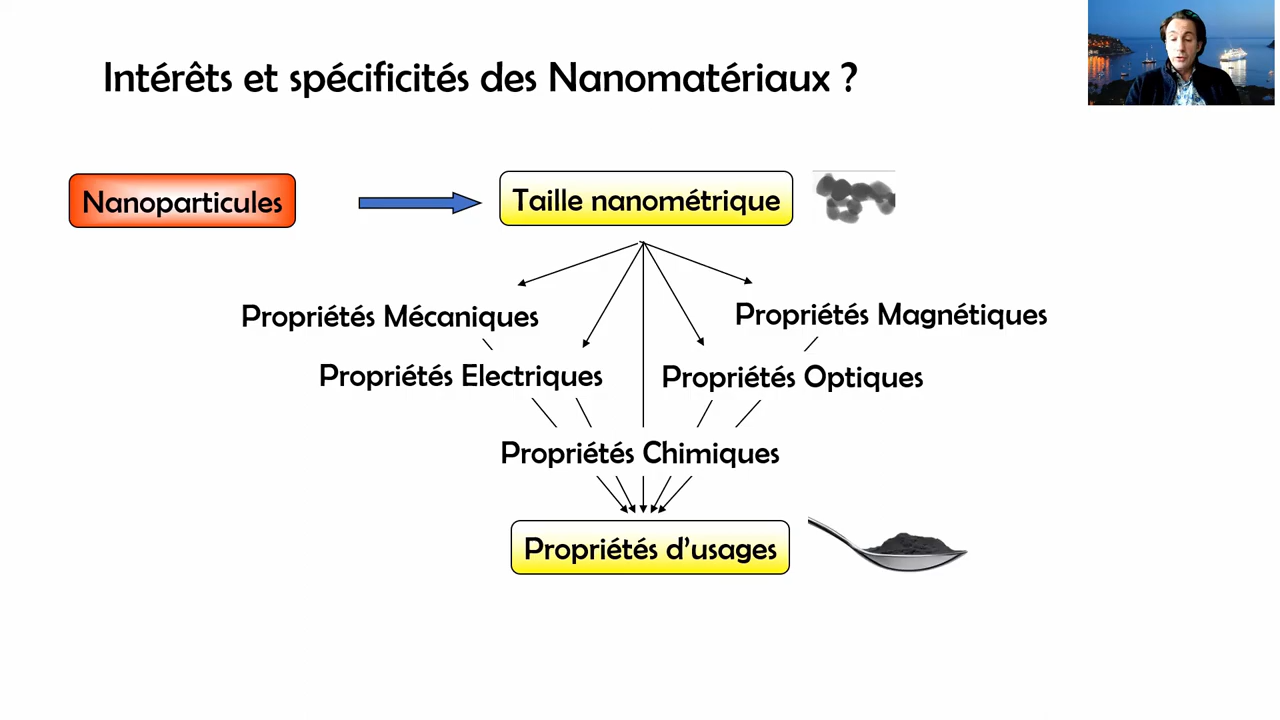 Intérêts et spécificités des Nanomatériaux ?
Nanoparticules
Taille nanométrique
Propriétés Mécaniques
Propriétés Magnétiques
Propriétés Electriques
Propriétés Optiques
Propriétés Chimiques
Propriétés d’usages